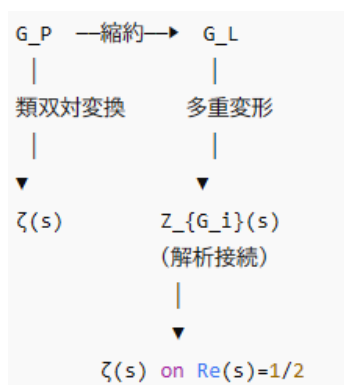 G_P ──縮約──▶ G_L
│ │
類双対変換 多重変形
│ │
▼ ▼
ζ(s) Z_{G_i}(s)
(解析接続)
│
▼
ζ(s) on Re(s)=1/2